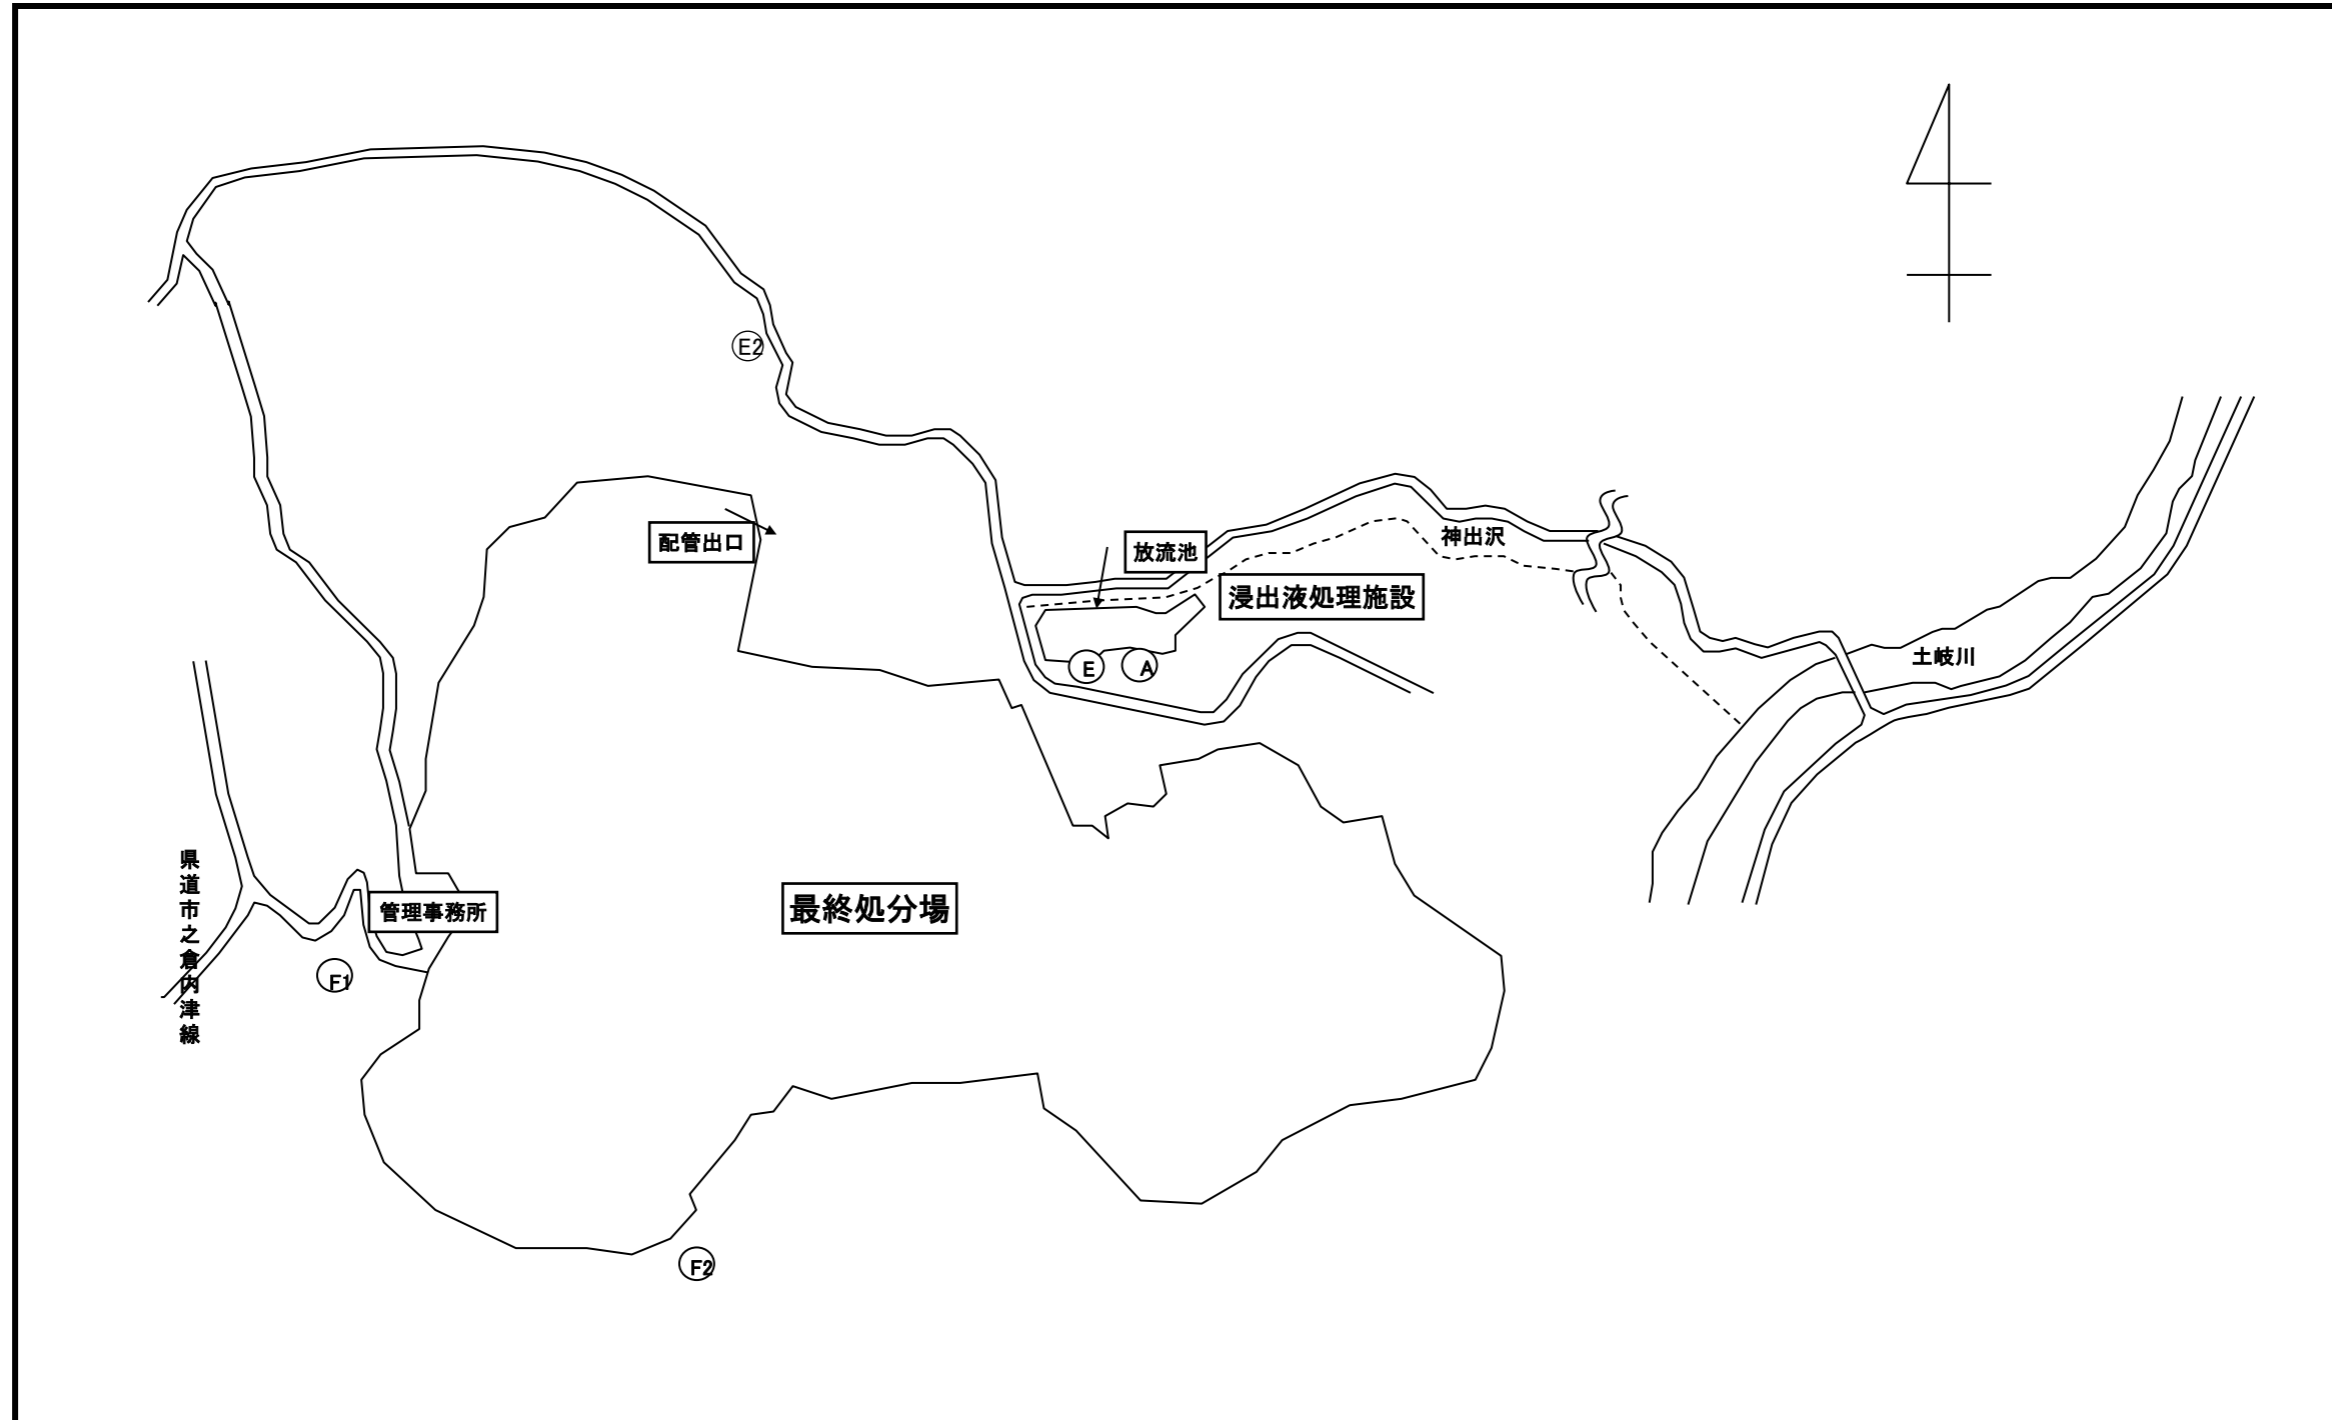 E2
配管出口
放流池
神出沢
浸出液処理施設
土岐川
E
A
県道市之倉内津線
管理事務所
最終処分場
F1
F2